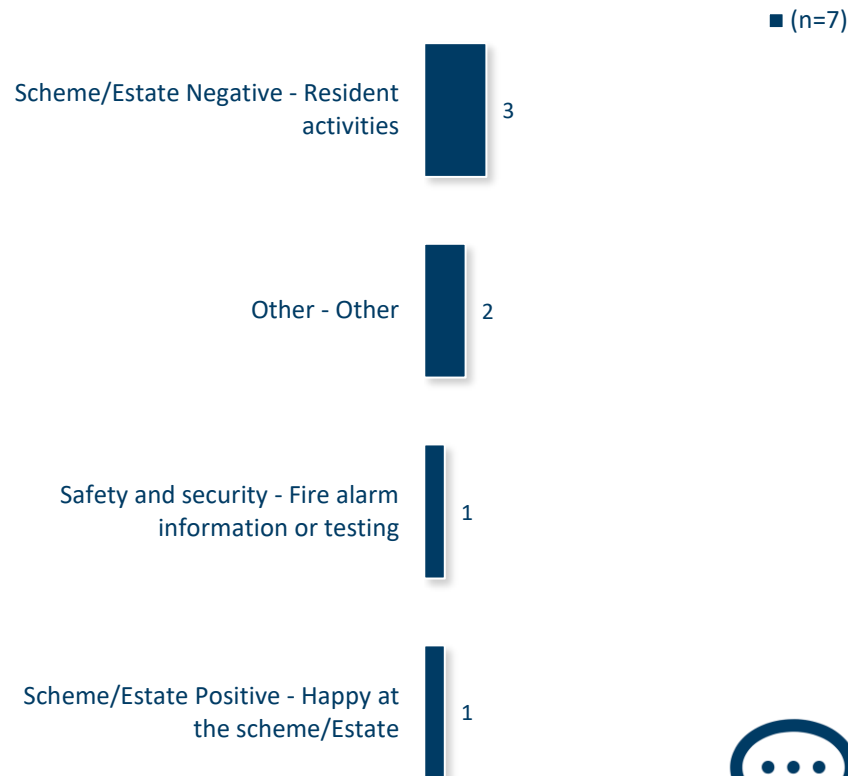 (n=7)
Scheme/Estate Negative - Resident
activities
3
Other - Other
2
Safety and security - Fire alarm
information or testing
1
Scheme/Estate Positive - Happy at
the scheme/Estate
1